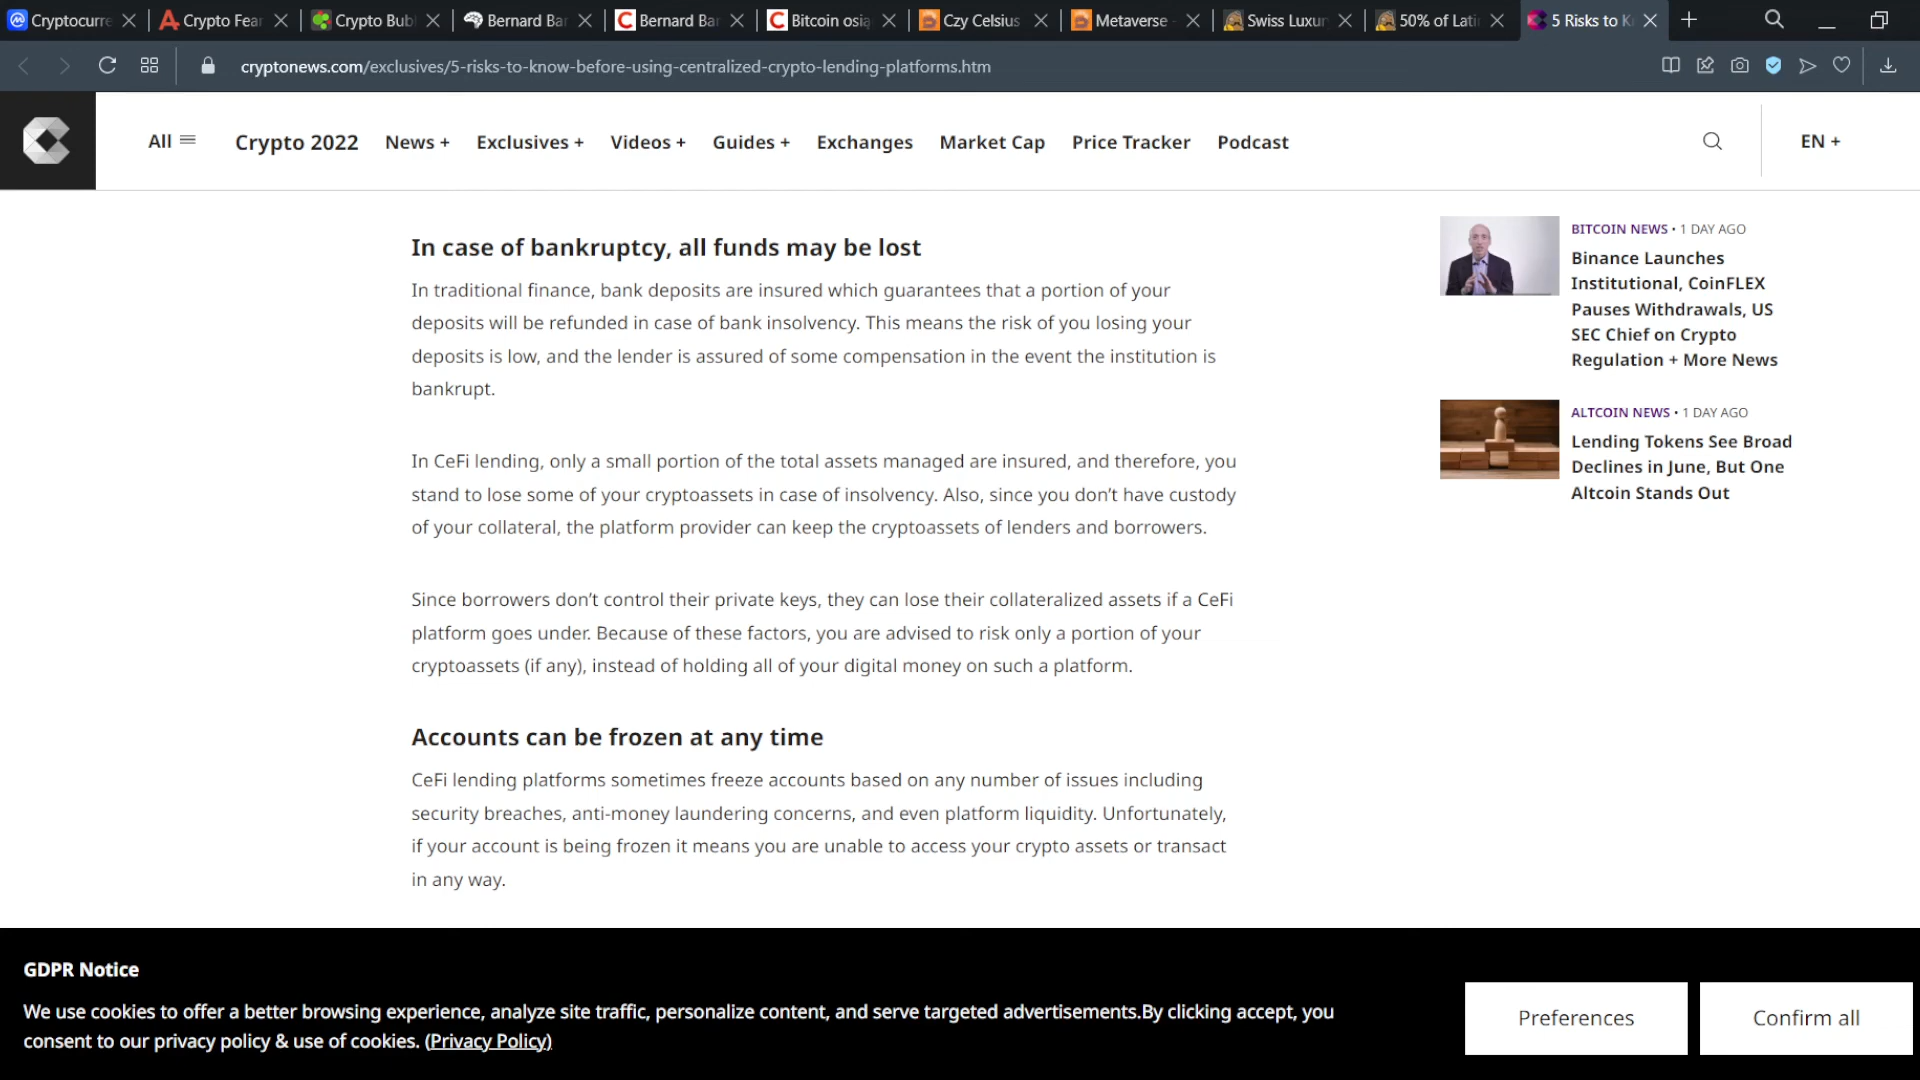 Cryptocurre
Crypto Fear
Crypto Bub
Bernard Bar
Bernard Bar
Bitcoin osią
Czy Celsius
Metaverse -
Swiss Luxur
50% of Lati
5 Risks to K
cryptonews.com/exclusives/5-risks-to-know-before-using-centralized-crypto-lending-platforms.htm
All
Crypto 2022
News +
Exclusives +
Videos +
Guides +
Exchanges
Market Cap
Price Tracker
Podcast
EN +
In case of bankruptcy, all funds may be lost
In traditional finance, bank deposits are insured which guarantees that a portion of your
deposits will be refunded in case of bank insolvency. This means the risk of you losing your
deposits is low, and the lender is assured of some compensation in the event the institution is
bankrupt.
In CeFi lending, only a small portion of the total assets managed are insured, and therefore, you
stand to lose some of your cryptoassets in case of insolvency. Also, since you don’t have custody
of your collateral, the platform provider can keep the cryptoassets of lenders and borrowers.
Since borrowers don’t control their private keys, they can lose their collateralized assets if a CeFi
platform goes under. Because of these factors, you are advised to risk only a portion of your
cryptoassets (if any), instead of holding all of your digital money on such a platform.
Accounts can be frozen at any time
CeFi lending platforms sometimes freeze accounts based on any number of issues including
security breaches, anti-money laundering concerns, and even platform liquidity. Unfortunately,
if your account is being frozen it means you are unable to access your crypto assets or transact
in any way.
BITCOIN NEWS • 1 DAY AGO
Binance Launches
Institutional, CoinFLEX
Pauses Withdrawals, US
SEC Chief on Crypto
Regulation + More News
ALTCOIN NEWS • 1 DAY AGO
Lending Tokens See Broad
Declines in June, But One
Altcoin Stands Out
GDPR Notice
We use cookies to offer a better browsing experience, analyze site traffic, personalize content, and serve targeted advertisements.By clicking accept, you
consent to our privacy policy & use of cookies. (Privacy Policy)
Preferences
Confirm all